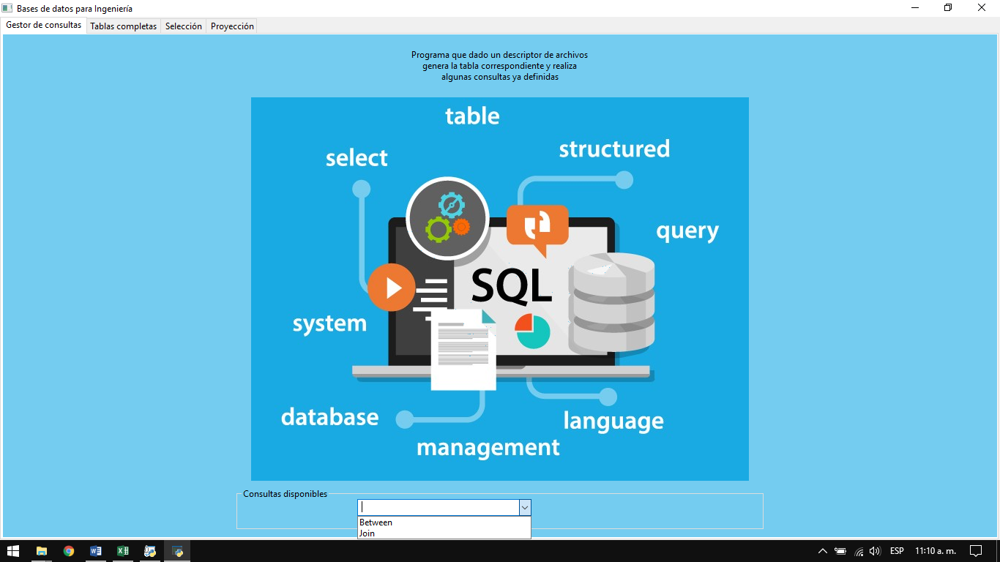 Bases de datos para Ingeniería
Gestor de consultas
Tablas completas
Selección
Proyección
Programa que dado un descriptor de archivos
genera la tabla correspondiente y realiza
algunas consultas ya definidas
table
select
structured
query
SQL
system
database
language
management
Consultas disponibles
Between
Join
ESP
11:10 a. m.